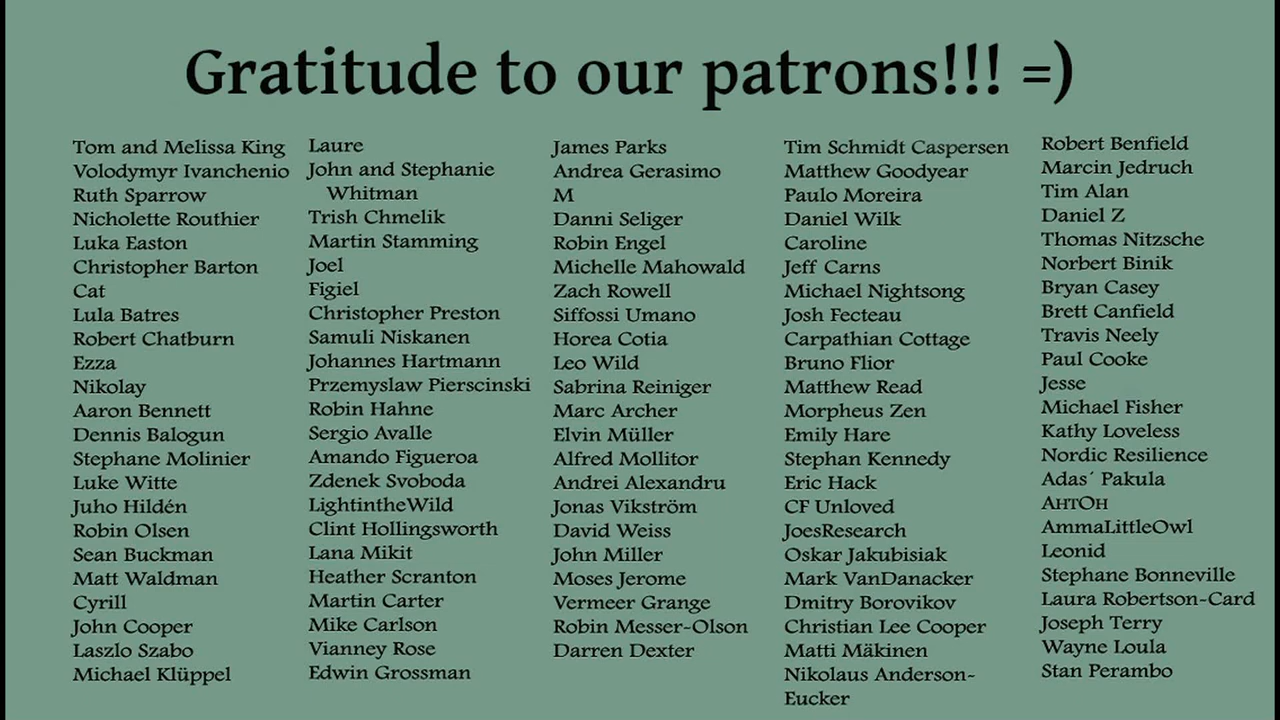 Gratitude to our patrons!!! =)
Tom and Melissa King
Volodymyr Ivanchenio
Ruth Sparrow
Nicholette Routhier
Luka Easton
Christopher Barton
Cat
Lula Batres
Robert Chatburn
Ezza
Nikolay
Aaron Bennett
Dennis Balogun
Stephane Molinier
Luke Witte
Juho Hildén
Robin Olsen
Sean Buckman
Matt Waldman
Cyrill
John Cooper
Laszlo Szabo
Michael Klüppel
Laure
John and Stephanie
Whitman
Trish Chmelik
Martin Stamming
Joel
Figiel
Christopher Preston
Samuli Niskanen
Johannes Hartmann
Przemyslaw Pierscinski
Robin Hahne
Sergio Avalle
Amando Figueroa
Zdenek Svoboda
LightintheWild
Clint Hollingsworth
Lana Mikit
Heather Scranton
Martin Carter
Mike Carlson
Vianney Rose
Edwin Grossman
James Parks
Andrea Gerasimo
M
Danni Seliger
Robin Engel
Michelle Mahowald
Zach Rowell
Siffossi Umano
Horea Cotia
Leo Wild
Sabrina Reiniger
Marc Archer
Elvin Müller
Alfred Mollitor
Andrei Alexandru
Jonas Vikström
David Weiss
John Miller
Moses Jerome
Vermeer Grange
Robin Messer-Olson
Darren Dexter
Tim Schmidt Caspersen
Matthew Goodyear
Paulo Moreira
Daniel Wilk
Caroline
Jeff Carns
Michael Nightsong
Josh Fecteau
Carpathian Cottage
Bruno Flior
Matthew Read
Morpheus Zen
Emily Hare
Stephan Kennedy
Eric Hack
CF Unloved
JoesResearch
Oskar Jakubisiak
Mark VanDanacker
Dmitry Borovikov
Christian Lee Cooper
Matti Mäkinen
Nikolaus Anderson-
Eucker
Robert Benfield
Marcin Jedruch
Tim Alan
Daniel Z
Thomas Nitzsche
Norbert Binik
Bryan Casey
Brett Canfield
Travis Neely
Paul Cooke
Jesse
Michael Fisher
Kathy Loveless
Nordic Resilience
Adas´ Pakula
Антон
AmmaLittleOwl
Leonid
Stephane Bonneville
Laura Robertson-Card
Joseph Terry
Wayne Loula
Stan Perambo